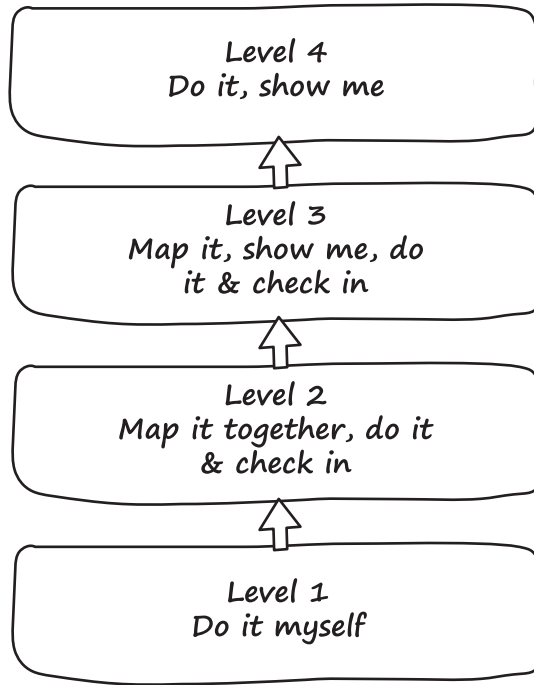 Level 4
Do it, show me
Level 3
Map it, show me, do
it & check in
Level 2
Map it together, do it
& check in
Level 1
Do it myself